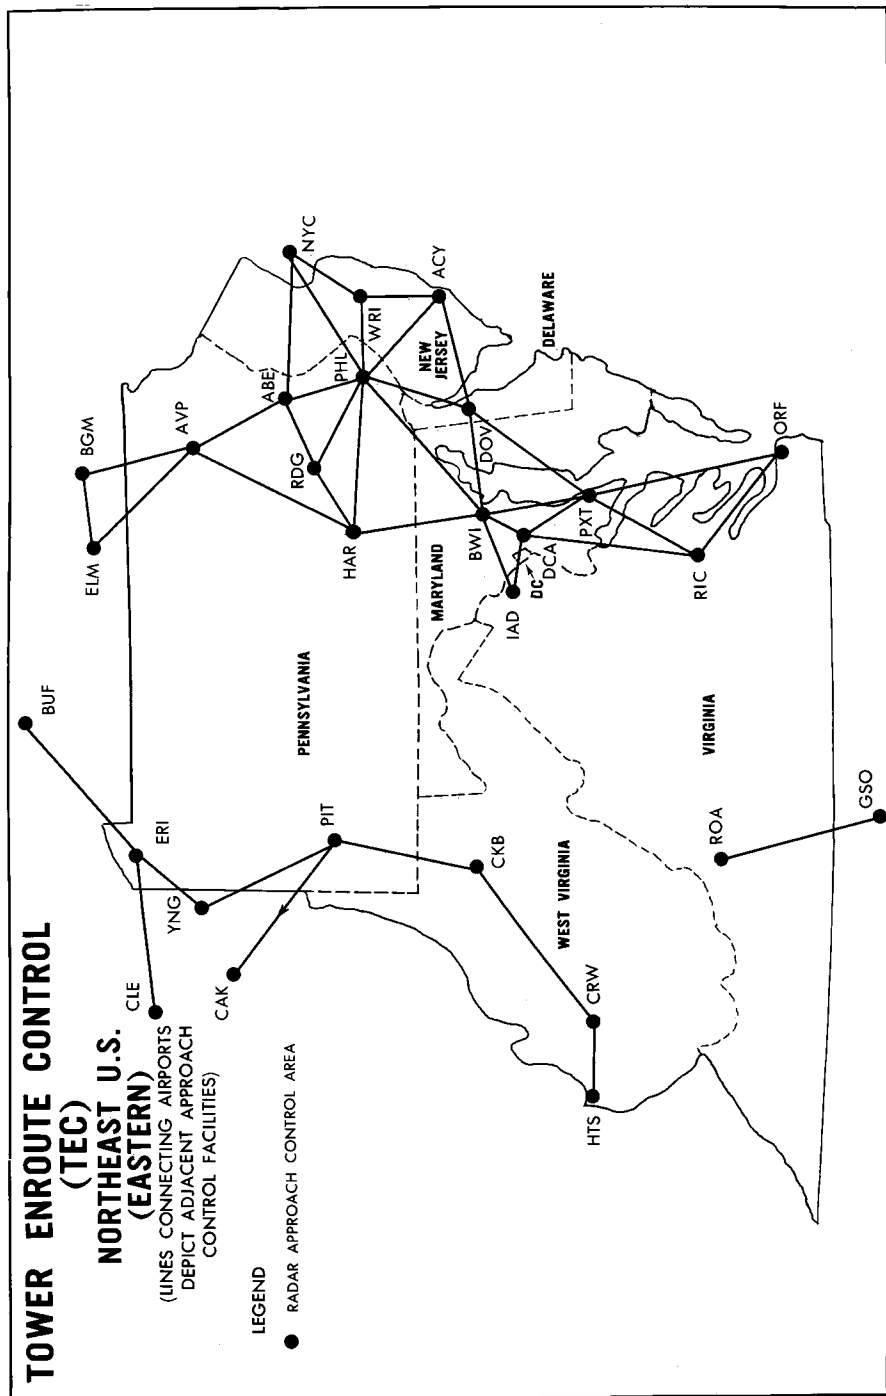 TOWER ENROUTE CONTROL
(TEC)
NORTHEAST U.S.
(EASTERN)
(LINES CONNECTING AIRPORTS
DEPICT ADJACENT APPROACH
CONTROL FACILITIES)
LEGEND
RADAR APPROACH CONTROL AREA
BUF
BGM
ELM
ERI
CLE
YNG
AVP
CAK
NYC
ABE
RDG
PENNSYLVANIA
PIT
PHL
HAR
WRI
ACY
NEW
JERSEY
MARYLAND
DOV
BWI
CKB
DELAWARE
IAD
DC
DCA
WEST VIRGINIA
PXT
CRW
HTS
RIC
VIRGINIA
ROA
ORF
GSO